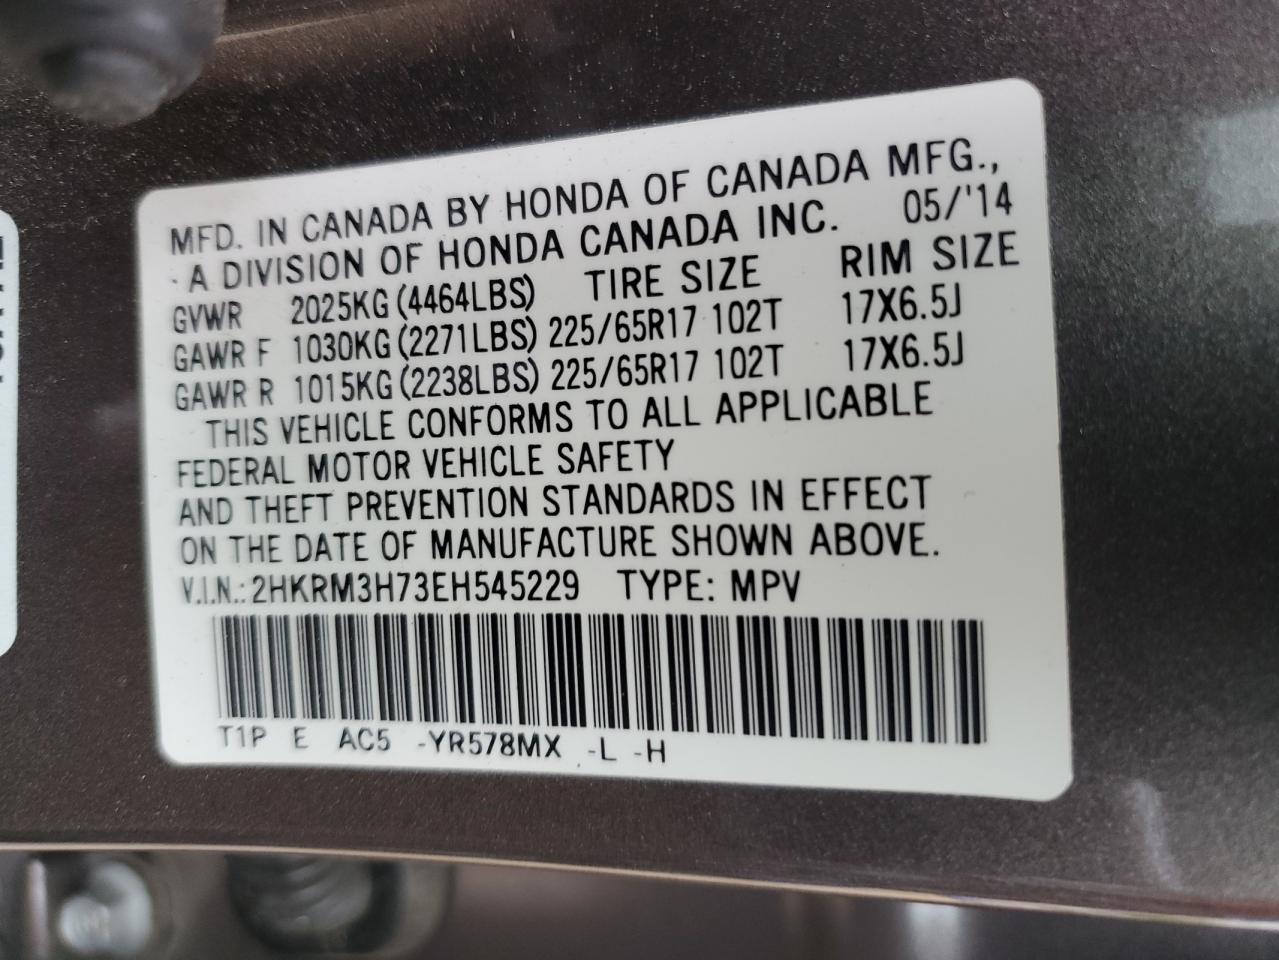 MFD. IN CANADA BY HONDA OF CANADA MFG.,
A DIVISION OF HONDA CANADA INC. 05/'14
GVWR 2025KG (4464LBS) TIRE SIZE RIM SIZE
GAWR F 1030KG (2271LBS) 225/65R17 102T 17X6.5J
GAWR R 1015KG (2238LBS) 225/65R17 102T 17X6.5J
THIS VEHICLE CONFORMS TO ALL APPLICABLE
FEDERAL MOTOR VEHICLE SAFETY
AND THEFT PREVENTION STANDARDS IN EFFECT
ON THE DATE OF MANUFACTURE SHOWN ABOVE.
V.I.N.: 2HKRM3H73EH545229 TYPE: MPV
T1P E AC5 -YR578MX -L -H